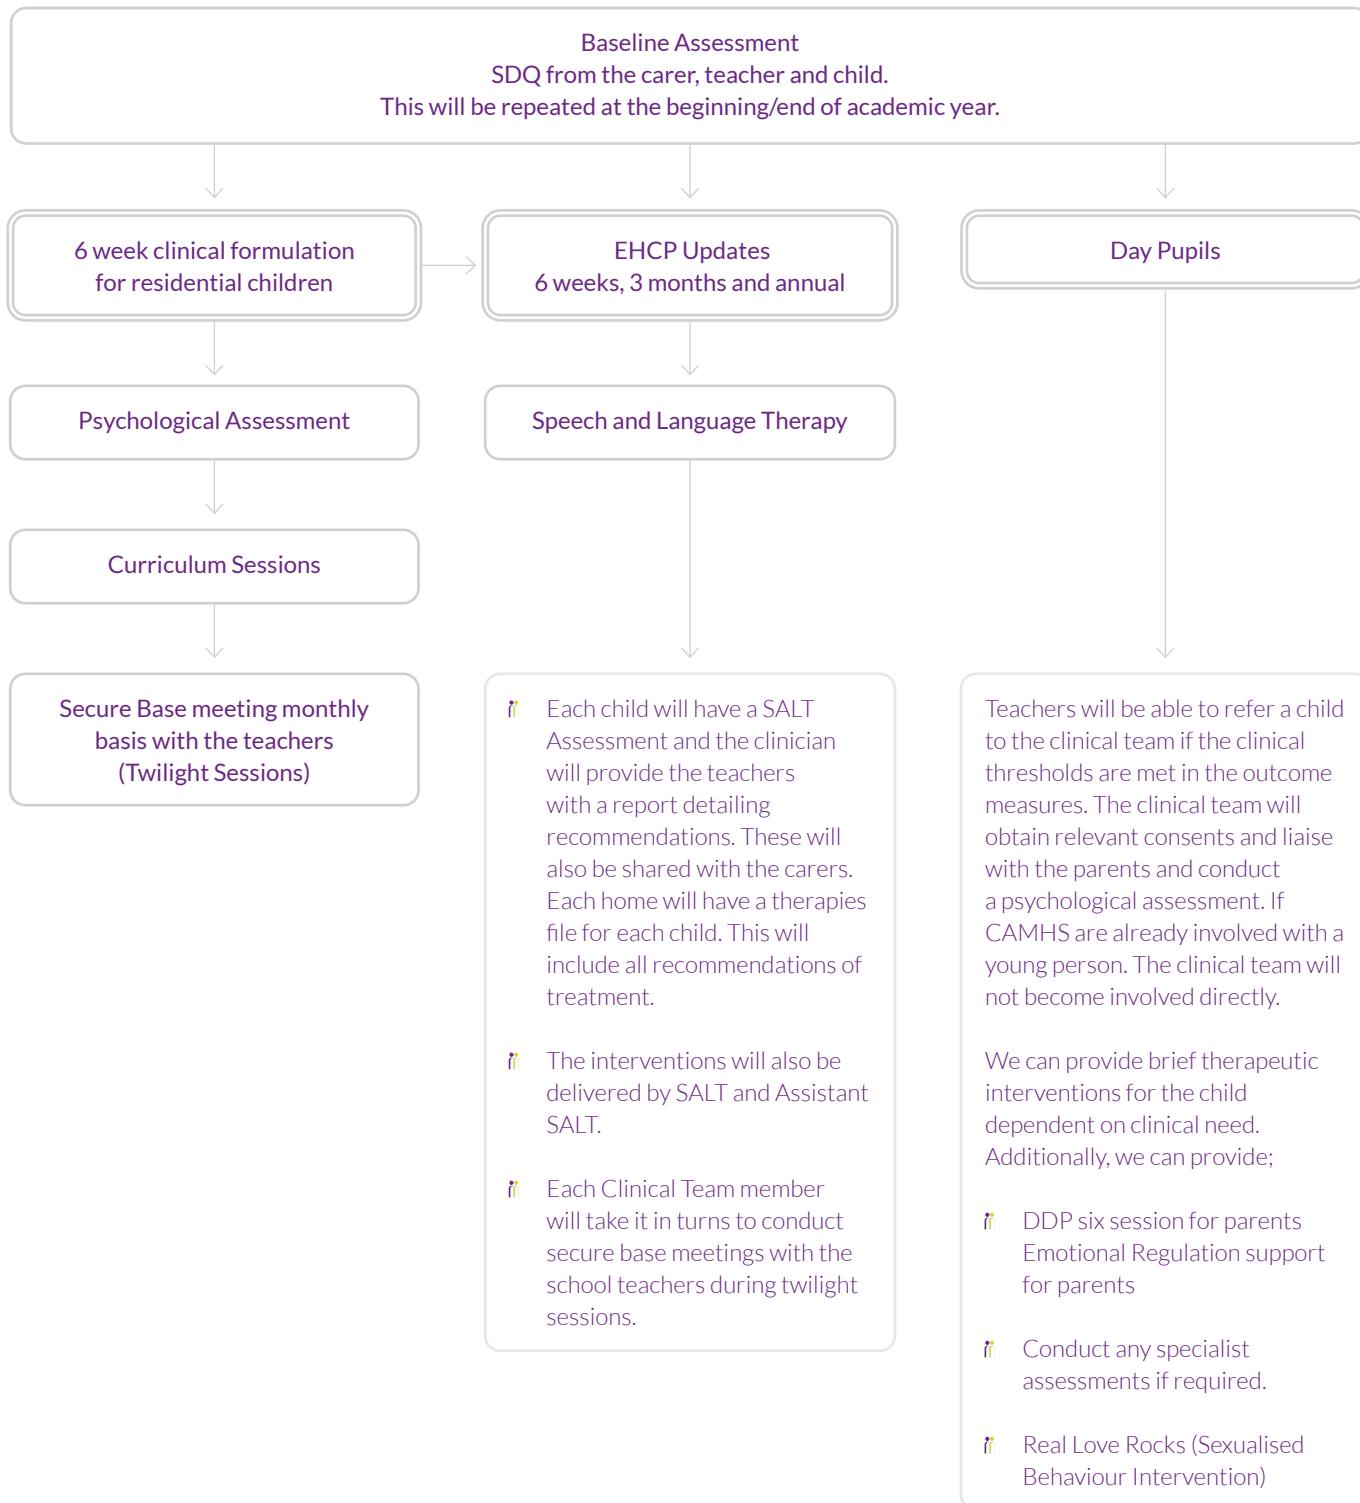 Baseline Assessment
SDQ from the carer, teacher and child.
This will be repeated at the beginning/end of academic year.
6 week clinical formulation
for residential children
EHCP Updates
6 weeks, 3 months and annual
Day Pupils
Psychological Assessment
Speech and Language Therapy
Curriculum Sessions
Secure Base meeting monthly
basis with the teachers
(Twilight Sessions)
Each child will have a SALT
Assessment and the clinician
will provide the teachers
with a report detailing
recommendations. These will
also be shared with the carers.
Each home will have a therapies
file for each child. This will
include all recommendations of
treatment.
The interventions will also be
delivered by SALT and Assistant
SALT.
Each Clinical Team member
will take it in turns to conduct
secure base meetings with the
school teachers during twilight
sessions.
Teachers will be able to refer a child
to the clinical team if the clinical
thresholds are met in the outcome
measures. The clinical team will
obtain relevant consents and liaise
with the parents and conduct
a psychological assessment. If
CAMHS are already involved with a
young person. The clinical team will
not become involved directly.
We can provide brief therapeutic
interventions for the child
dependent on clinical need.
Additionally, we can provide;
DDP six session for parents
Emotional Regulation support
for parents
Conduct any specialist
assessments if required.
Real Love Rocks (Sexualised
Behaviour Intervention)